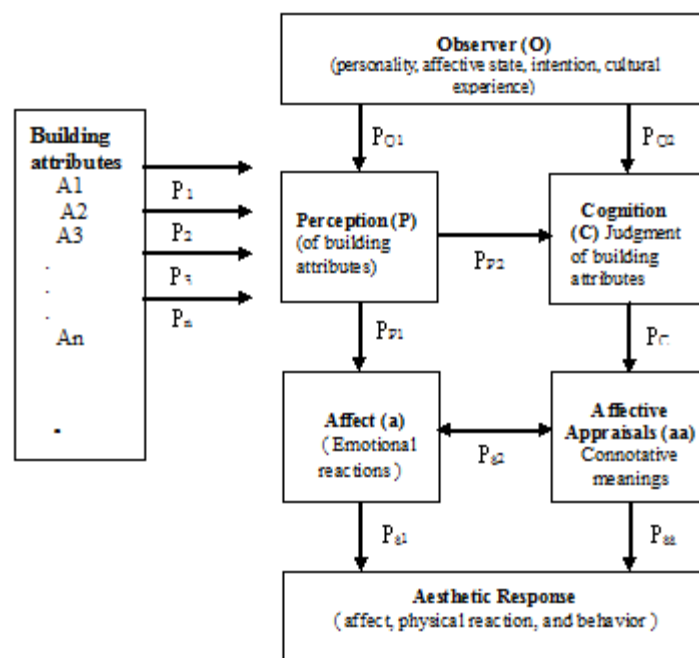 Observer (O)
(personality, affective state, intention, cultural
experience)
Building
attributes
A1
A2
A3
.
.
.
An
-
P1
P2
P3
Pn
PO1
PO2
Perception (P)
(of building
attributes)
PP2
Cognition
(C) Judgment
of building
attributes
PP1
PC
Affect (a)
( Emotional
reactions )
Pa2
Affective
Appraisals (aa)
Connotative
meanings
Pa1
Paa
Aesthetic Response
( affect, physical reaction, and behavior )